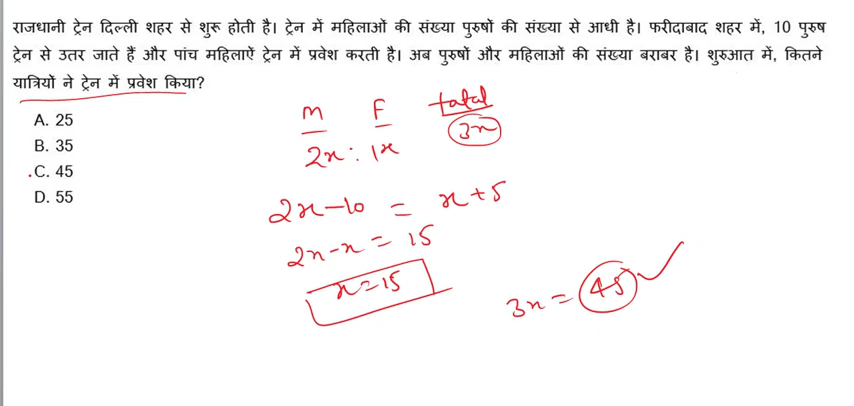 राजधानी ट्रेन दिल्ली शहर से शुरू होती है। ट्रेन में महिलाओं की संख्या पुरुषों की संख्या से आधी है। फरीदाबाद शहर में, 10 पुरुष
ट्रेन से उतर जाते हैं और पांच महिलाऐं ट्रेन में प्रवेश करती है। अब पुरुषों और महिलाओं की संख्या बराबर है। शुरुआत में, कितने
यात्रियों ने ट्रेन में प्रवेश किया?
A. 25
B. 35
C. 45
D. 55
M F total
2x : 1x 3x
2x-10 = x+5
2x-x = 15
x=15
3x = 45